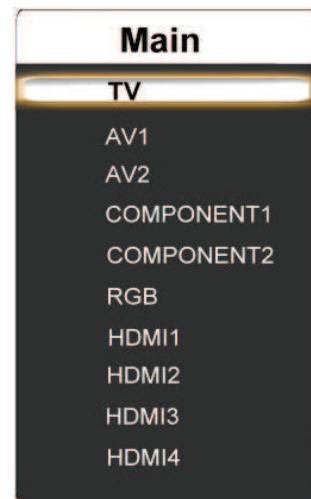 Main
TV
AV1
AV2
COMPONENT1
COMPONENT2
RGB
HDMI1
HDMI2
HDMI3
HDMI4